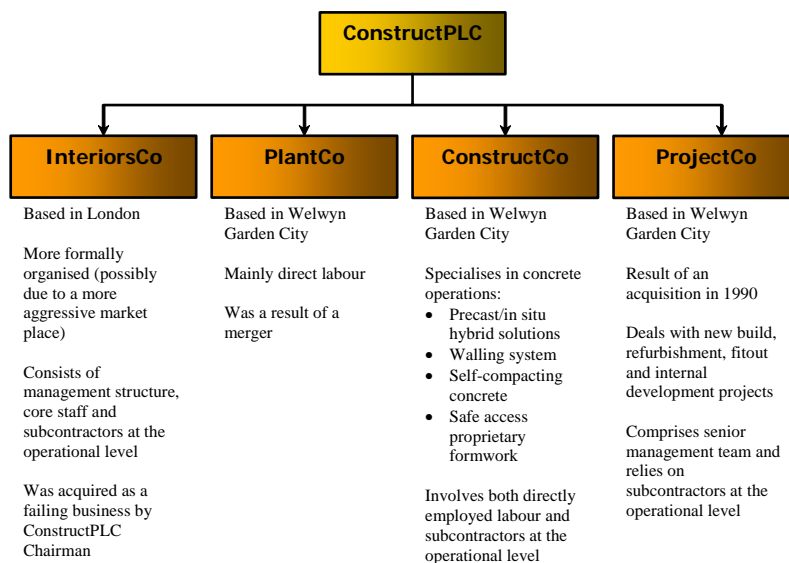 ConstructPLC
InteriorsCo
Based in London
More formally
organised (possibly
due to a more
aggressive market
place)
Consists of
management structure,
core staff and
subcontractors at the
operational level
Was acquired as a
failing business by
ConstructPLC
Chairman
PlantCo
Based in Welwyn
Garden City
Mainly direct labour
Was a result of a
merger
ConstructCo
Based in Welwyn
Garden City
Specialises in concrete
operations:
• Precast/in situ
hybrid solutions
• Walling system
• Self-compacting
concrete
• Safe access
proprietary
formwork
Involves both directly
employed labour and
subcontractors at the
operational level
ProjectCo
Based in Welwyn
Garden City
Result of an
acquisition in 1990
Deals with new build,
refurbishment, fitout
and internal
development projects
Comprises senior
management team and
relies on
subcontractors at the
operational level